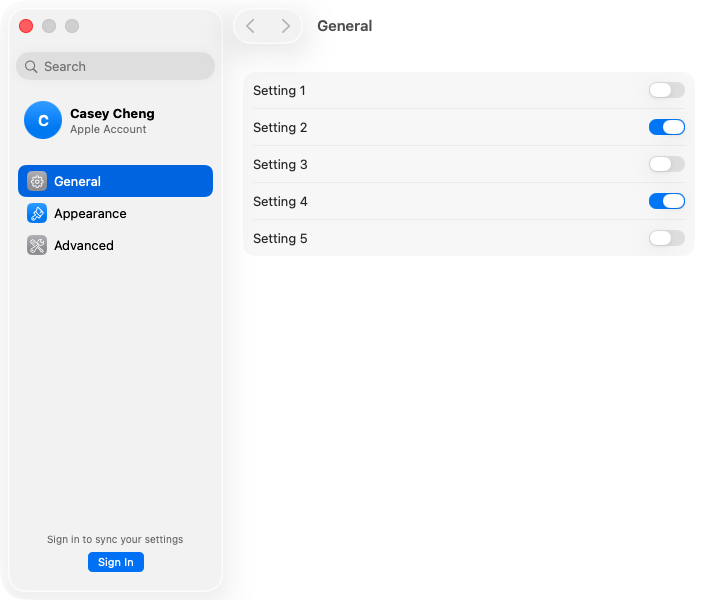 Search
C
Casey Cheng
Apple Account
General
Appearance
Advanced
Sign in to sync your settings
Sign In
General
Setting 1
Setting 2
Setting 3
Setting 4
Setting 5